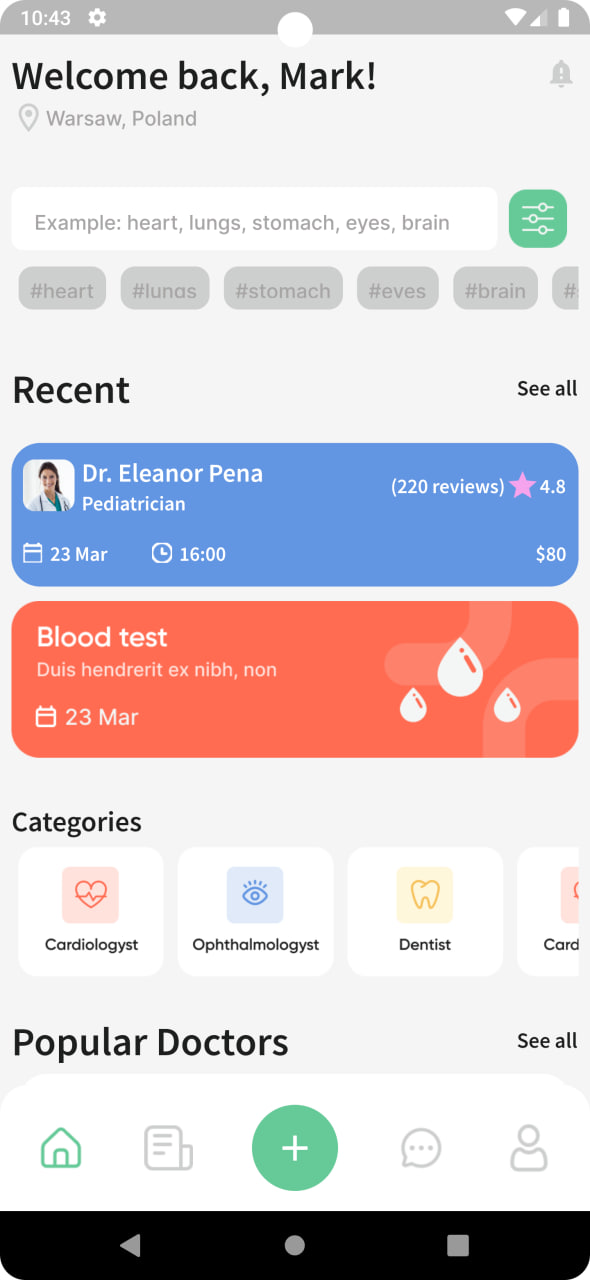 10:43
Welcome back, Mark!
Warsaw, Poland
Example: heart, lungs, stomach, eyes, brain
#heart #lungs #stomach #eyes #brain #
Recent See all
Dr. Eleanor Pena
Pediatrician
(220 reviews) 4.8
23 Mar 16:00 $80
Blood test
Duis hendrerit ex nibh, non
23 Mar
Categories
Cardiologyst Ophthalmologyst Dentist Card
Popular Doctors See all